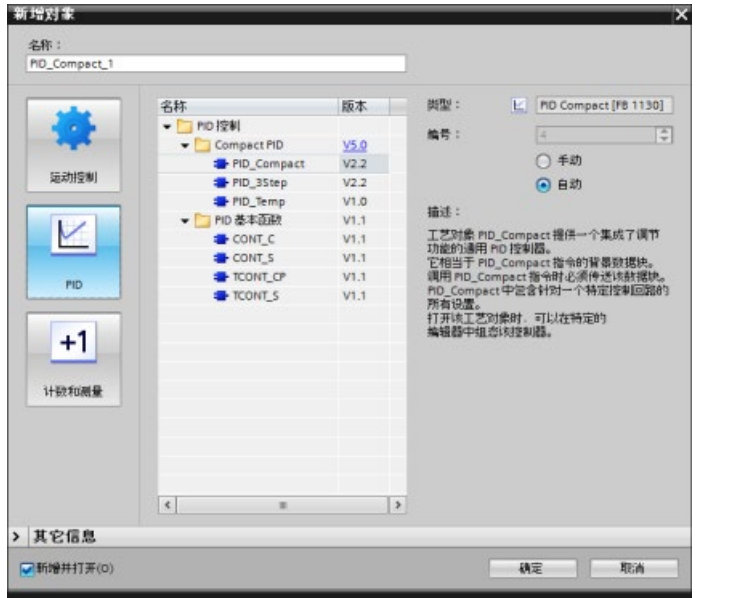 新增对象
名称：
PID_Compact_1
运动控制
PID
+1
计数和测量
名称 版本
PID 控制
Compact PID V5.0
PID_Compact V2.2
PID_3Step V2.2
PID_Temp V1.0
PID 基本函数 V1.1
CONT_C V1.1
CONT_S V1.1
TCONT_CP V1.1
TCONT_S V1.1
类型： PID Compact [FB 1130]
编号： 4
手动
自动
描述：
工艺对象 PID_Compact 提供一个集成了调节
功能的通用 PID 控制器。
它相当于 PID_Compact 指令的背景数据块。
调用 PID_Compact 指令时必须传送该数据块。
PID_Compact 中包含针对一个特定控制回路的
所有设置。
打开该工艺对象时，可以在特定的
编辑器中组态该控制器。
其它信息
新增并打开(O)
确定 取消